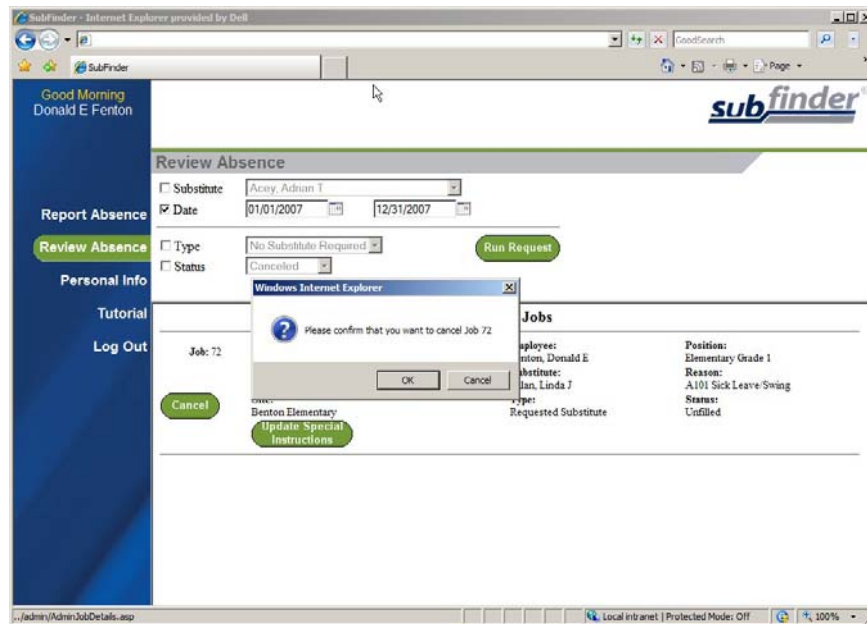 SubFinder - Internet Explorer provided by Dell
GoodSearch
SubFinder
Page
Good Morning
Donald E Fenton
subfinder
Review Absence
Substitute Acey, Adnan T
Report Absence
Date 01/01/2007 12/31/2007
Review Absence
Type No Substitute Required
Run Request
Status Canceled
Personal Info
Windows Internet Explorer
Tutorial
Jobs
Please confirm that you want to cancel Job 72
Log Out
Job: 72
Position:
Donald E
Elementary Grade 1
Reason:
Linda J
A101 Sick Leave/Swing
OK Cancel
Cancel
Status:
Benton Elementary
Requested Substitute
Unfilled
Update Special
Instructions
../admin/AdminJobDetails.asp
Local intranet | Protected Mode: Off
100%